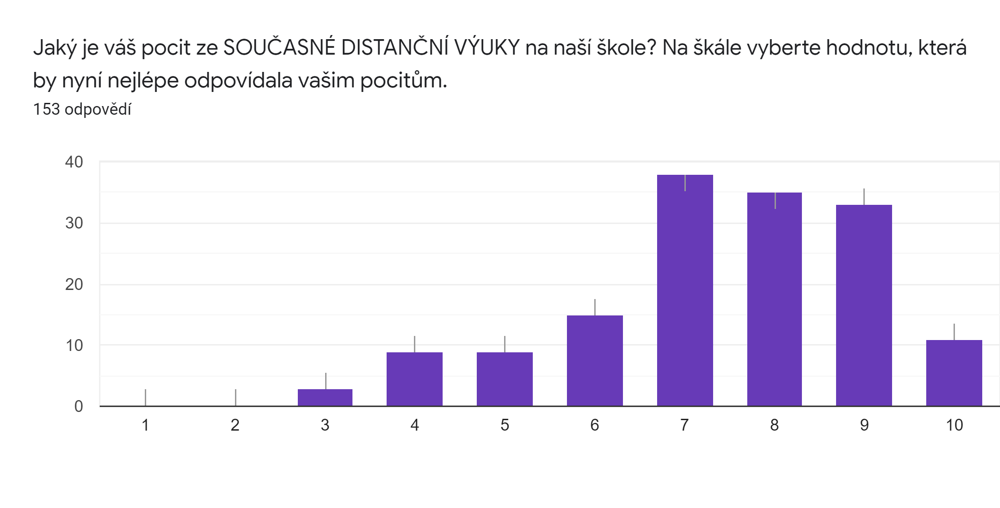 Jaký je váš pocit ze SOUČASNÉ DISTANČNÍ VÝUKY na naší škole? Na škále vyberte hodnotu, která
by nyní nejlépe odpovídala vašim pocitům.
153 odpovědí
40
30
20
10
0
1 2 3 4 5 6 7 8 9 10